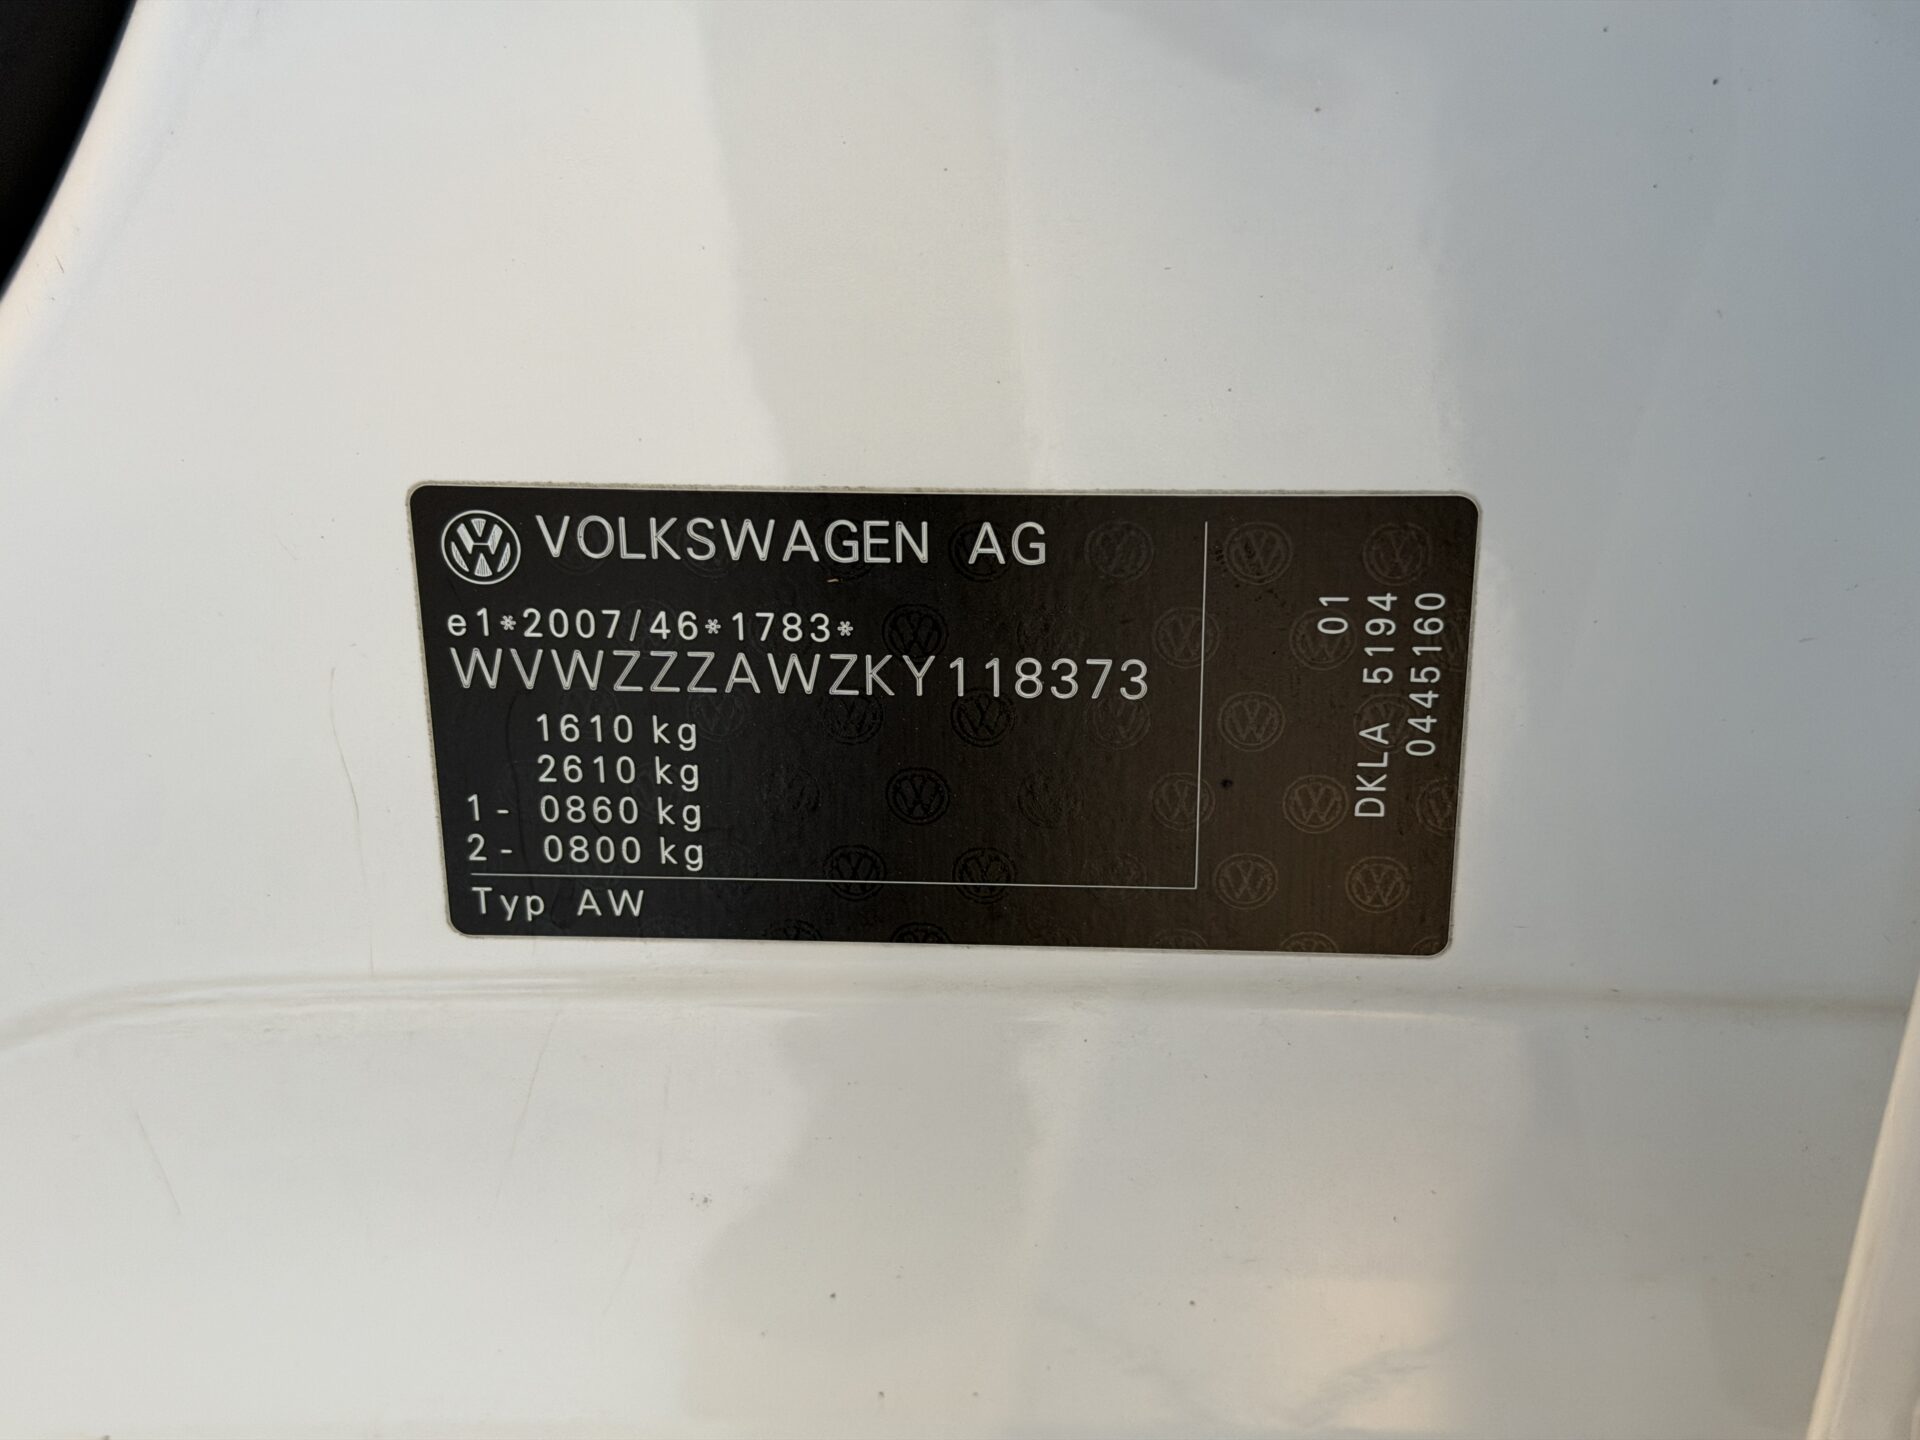 VOLKSWAGEN AG
e1*2007/46*1783*
WVWZZZAWZKY118373
1610 kg
2610 kg
1- 0860 kg
2- 0800 kg
Typ AW
01
DKLA 55194
0445160